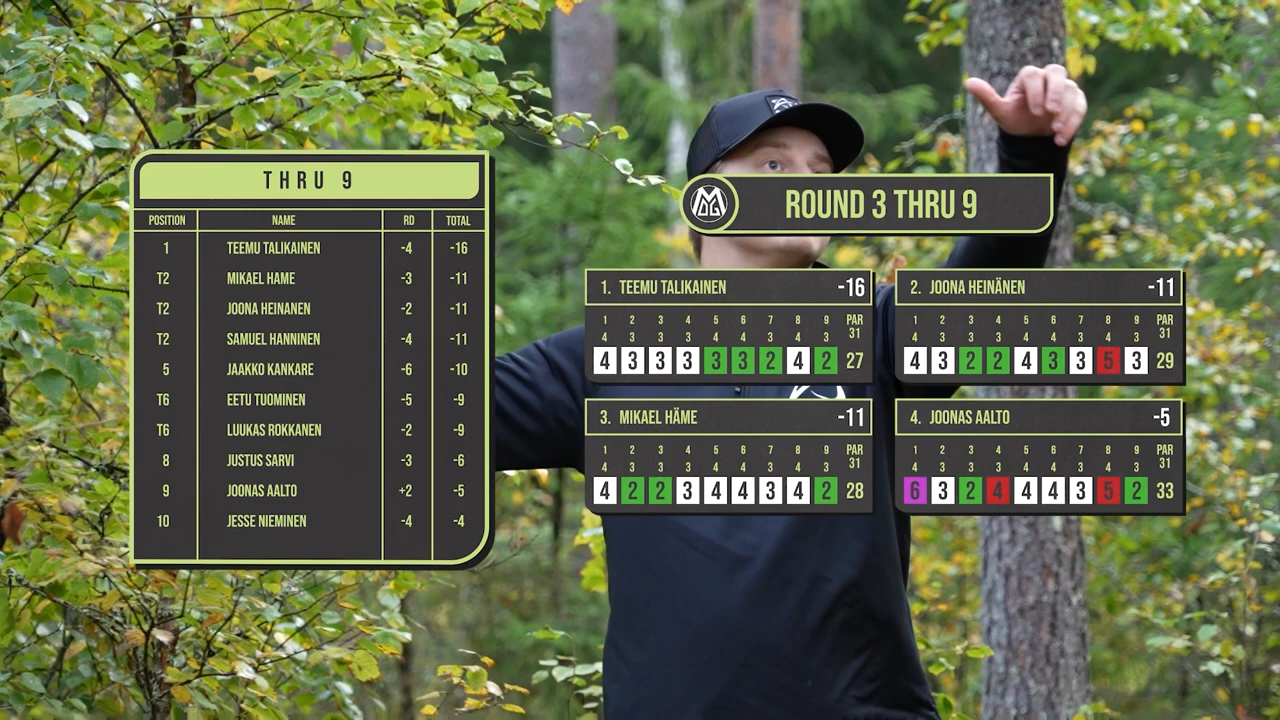 THRU 9
POSITION NAME RD TOTAL
1 TEEMU TALIKAINEN -4 -16
T2 MIKAEL HAME -3 -11
T2 JOONA HEINANEN -2 -11
T2 SAMUEL HANNINEN -4 -11
5 JAAKKO KANKARE -6 -10
T6 EETU TUOMINEN -5 -9
T6 LUUKAS ROKKANEN -2 -9
8 JUSTUS SARVI -3 -6
9 JOONAS AALTO +2 -5
10 JESSE NIEMINEN -4 -4
MDG ROUND 3 THRU 9
1. TEEMU TALIKAINEN -16
1 2 3 4 5 6 7 8 9 PAR
4 3 3 3 4 4 3 4 3 31
4 3 3 3 3 3 2 4 2 27
2. JOONA HEINÄNEN -11
1 2 3 4 5 6 7 8 9 PAR
4 3 3 3 4 4 3 4 3 31
4 3 2 2 4 3 3 5 3 29
3. MIKAEL HÄME -11
1 2 3 4 5 6 7 8 9 PAR
4 3 3 3 4 4 3 4 3 31
4 2 2 3 4 4 3 4 2 28
4. JOONAS AALTO -5
1 2 3 4 5 6 7 8 9 PAR
4 3 3 3 4 4 3 4 3 31
6 3 2 4 4 4 3 5 2 33